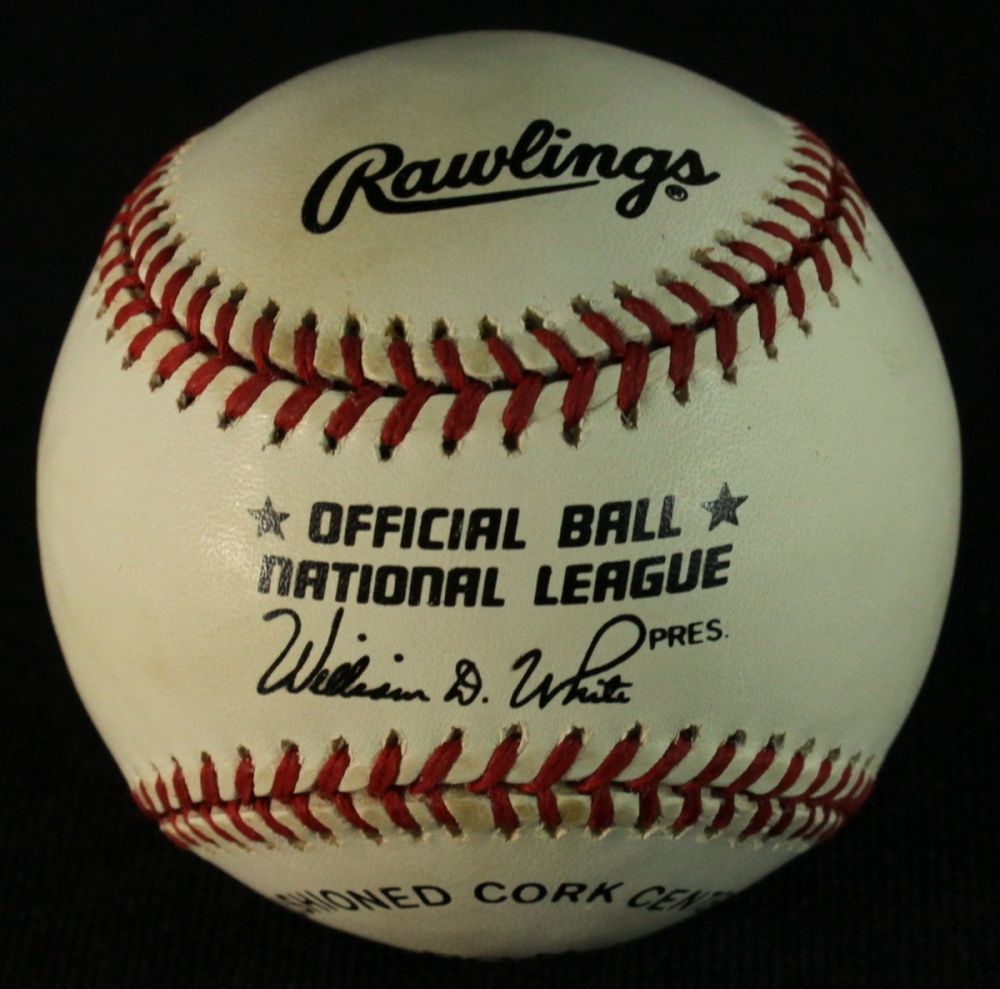 Rawlings®
★ OFFICIAL BALL ★
NATIONAL LEAGUE
William D. White PRES.
CORK